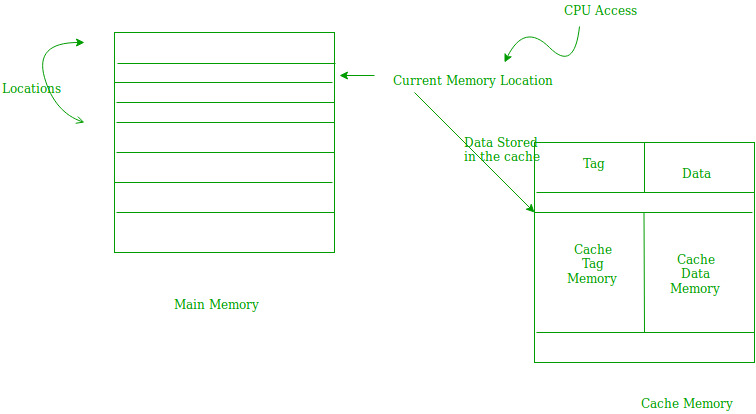 CPU Access
Locations
Current Memory Location
Data Stored
in the cache
Tag
Data
Cache
Tag
Memory
Cache
Data
Memory
Main Memory
Cache Memory